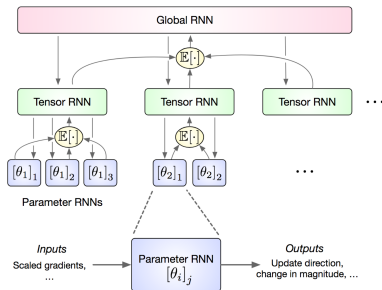 Global RNN
𝔼[·]
Tensor RNN
Tensor RNN
Tensor RNN
...
𝔼[·]
𝔼[·]
[θ₁]₁
[θ₁]₂
[θ₁]₃
[θ₂]₁
[θ₂]₂
...
Parameter RNNs
Inputs
Scaled gradients,
...
Parameter RNN
[θᵢ]ⱼ
Outputs
Update direction,
change in magnitude, ...